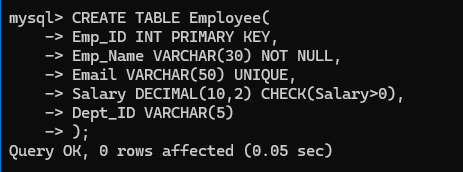 mysql> CREATE TABLE Employee(
    -> Emp_ID INT PRIMARY KEY,
    -> Emp_Name VARCHAR(30) NOT NULL,
    -> Email VARCHAR(50) UNIQUE,
    -> Salary DECIMAL(10,2) CHECK(Salary>0),
    -> Dept_ID VARCHAR(5)
    -> );
Query OK, 0 rows affected (0.05 sec)